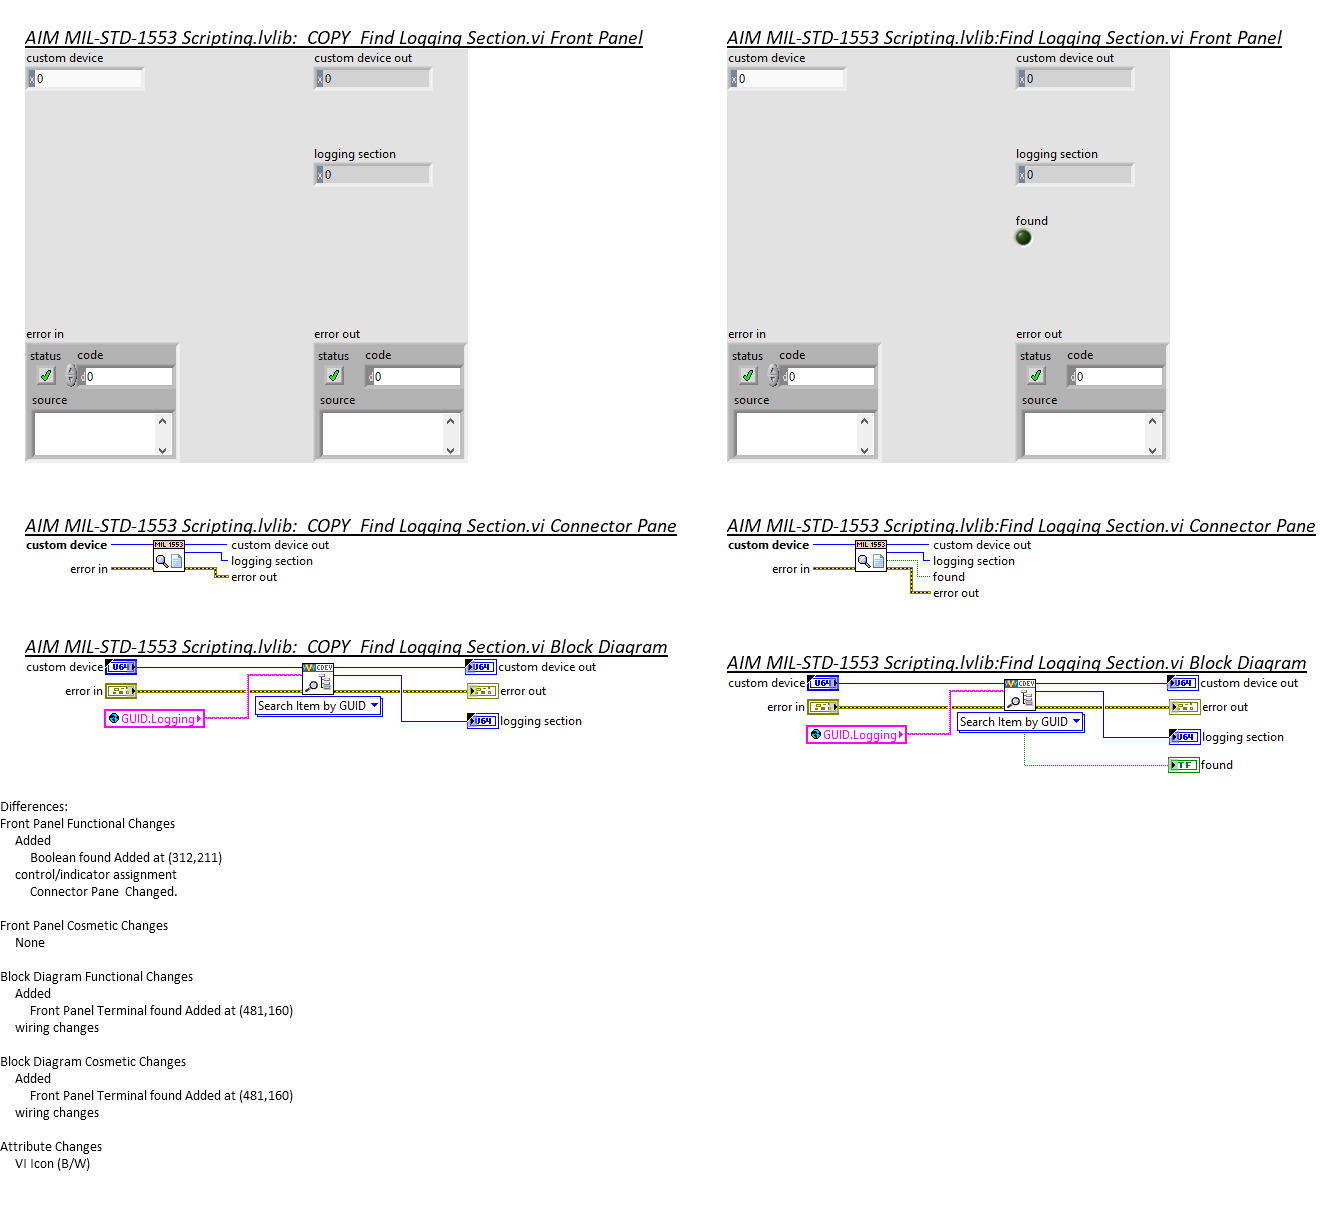 AIM MIL-STD-1553 Scripting.lvlib:  COPY  Find Logging Section.vi Front Panel
custom device
custom device out
x 0
x 0
logging section
x 0
error in
error out
status
code
status
code
d 0
d 0
source
source
AIM MIL-STD-1553 Scripting.lvlib:Find Logging Section.vi Front Panel
custom device
custom device out
x 0
x 0
logging section
x 0
found
error in
error out
status
code
status
code
d 0
d 0
source
source
AIM MIL-STD-1553 Scripting.lvlib:  COPY  Find Logging Section.vi Connector Pane
custom device
MIL 1553
custom device out
logging section
error in
error out
AIM MIL-STD-1553 Scripting.lvlib:Find Logging Section.vi Connector Pane
custom device
MIL 1553
custom device out
logging section
error in
found
error out
AIM MIL-STD-1553 Scripting.lvlib:  COPY  Find Logging Section.vi Block Diagram
custom device
U64
CDEV
U64
custom device out
error in
error out
Search Item by GUID
GUID.Logging
U64
logging section
AIM MIL-STD-1553 Scripting.lvlib:Find Logging Section.vi Block Diagram
custom device
U64
CDEV
U64
custom device out
error in
error out
Search Item by GUID
GUID.Logging
U64
logging section
TF
found
Differences:
Front Panel Functional Changes
Added
Boolean found Added at (312,211)
control/indicator assignment
Connector Pane  Changed.
Front Panel Cosmetic Changes
None
Block Diagram Functional Changes
Added
Front Panel Terminal found Added at (481,160)
wiring changes
Block Diagram Cosmetic Changes
Added
Front Panel Terminal found Added at (481,160)
wiring changes
Attribute Changes
VI Icon (B/W)